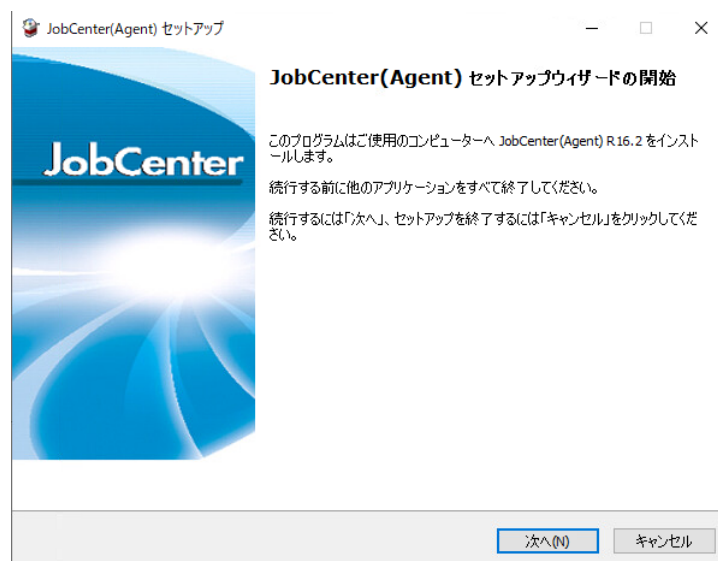 JobCenter(Agent) セットアップ
JobCenter(Agent) セットアップウィザードの開始
JobCenter
このプログラムはご使用のコンピューターへ JobCenter(Agent) R16.2 をインスト
ールします。
続行する前に他のアプリケーションをすべて終了してください。
続行するには「次へ」、セットアップを終了するには「キャンセル」をクリックしてくだ
さい。
次へ(N)
キャンセル